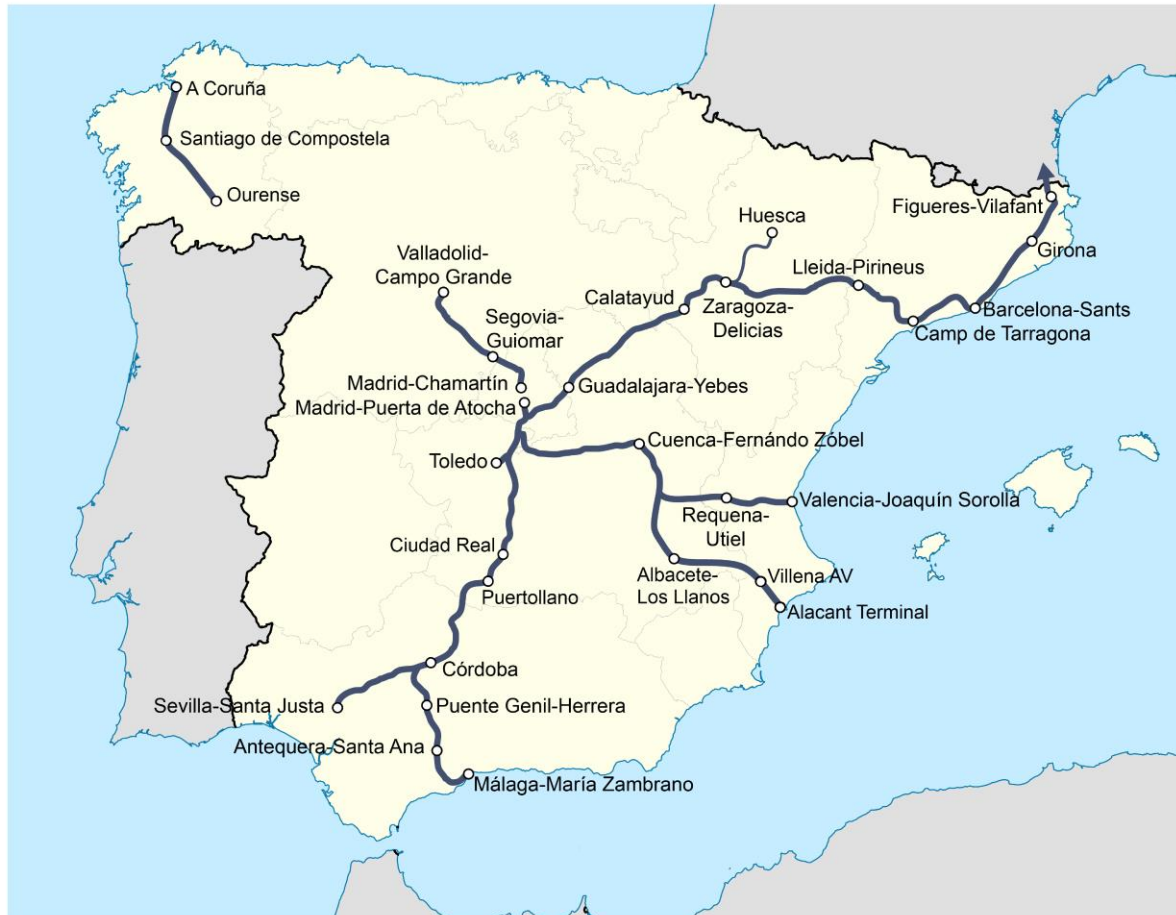 A Coruña
Santiago de Compostela
Ourense
Figueres-Vilafant
Huesca
Girona
Valladolid-
Campo Grande
Lleida-Pirineus
Calatayud
Zaragoza-
Delicias
Barcelona-Sants
Camp de Tarragona
Segovia-
Guiomar
Madrid-Chamartín
Guadalajara-Yebes
Madrid-Puerta de Atocha
Cuenca-Fernándo Zóbel
Toledo
Valencia-Joaquín Sorolla
Requena-
Utiel
Ciudad Real
Albacete-
Los Llanos
Villena AV
Puertollano
Alacant Terminal
Córdoba
Sevilla-Santa Justa
Puente Genil-Herrera
Antequera-Santa Ana
Málaga-María Zambrano